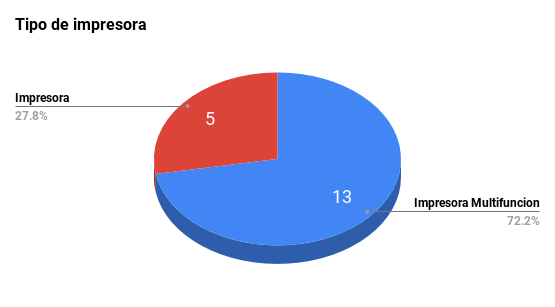 Tipo de impresora
Impresora
27.8%
5
13
Impresora Multifuncion
72.2%